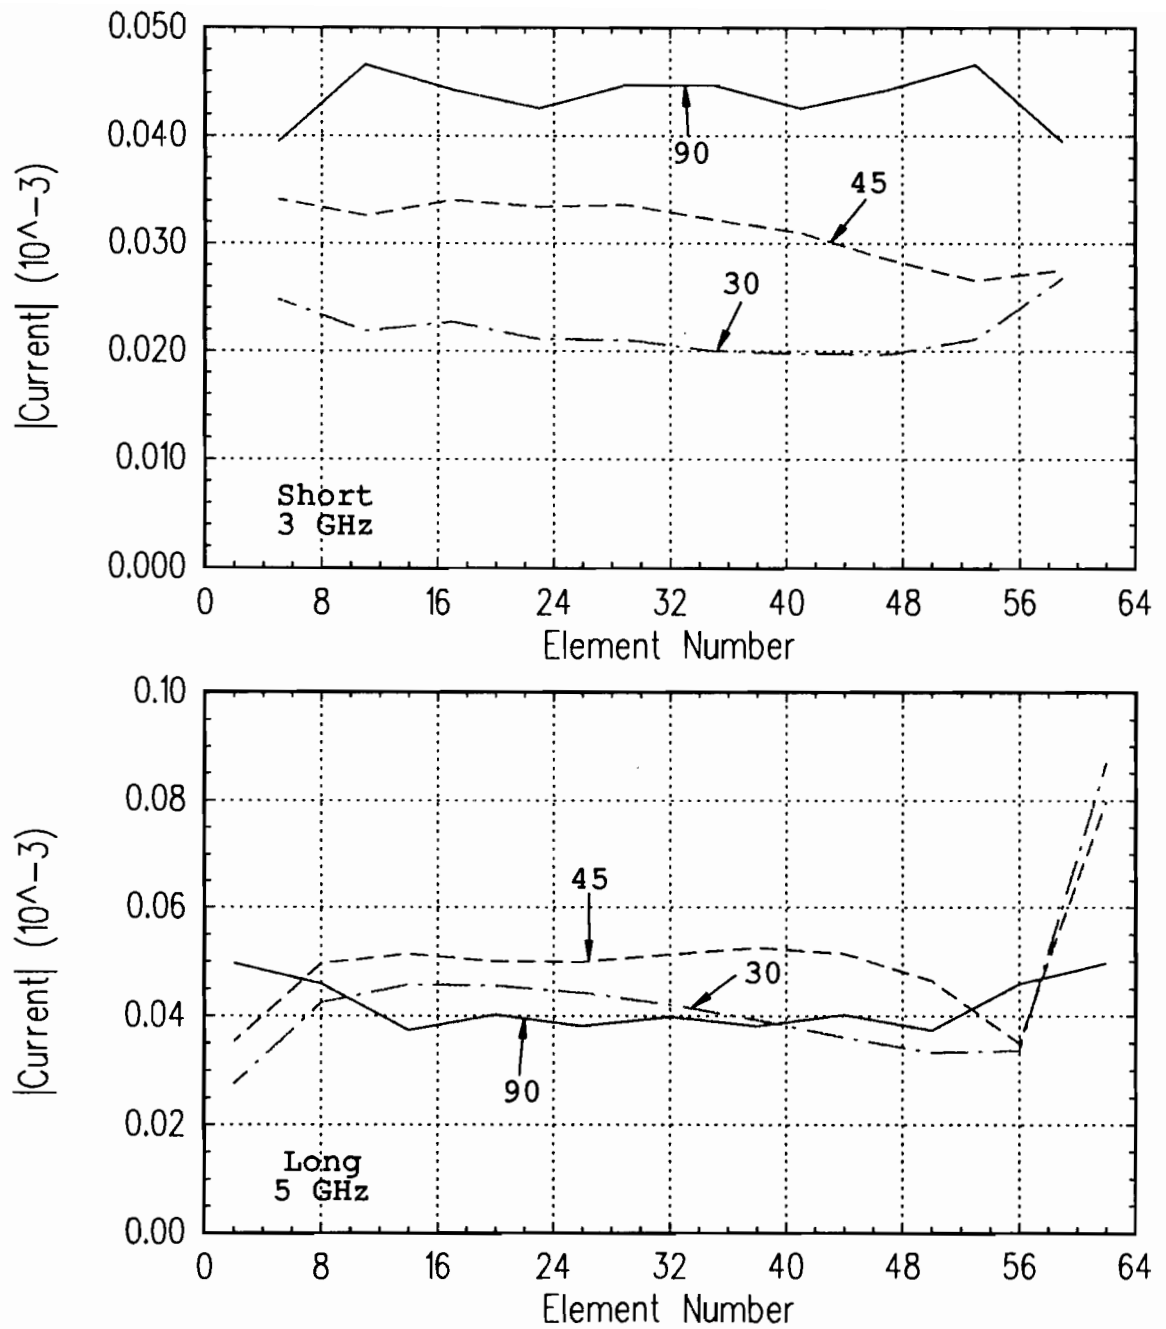 0.050
0.040
0.030
0.020
0.010
0.000
|Current| (10^-3)
90
45
30
Short
3 GHz
0 8 16 24 32 40 48 56 64
Element Number
0.10
0.08
0.06
0.04
0.02
0.00
|Current| (10^-3)
45
30
90
Long
5 GHz
0 8 16 24 32 40 48 56 64
Element Number